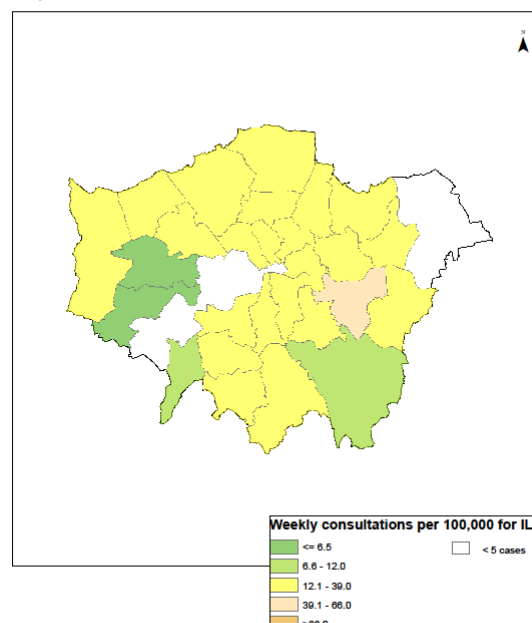 N
Weekly consultations per 100,000 for IL
<= 6.5
< 5 cases
6.6 - 12.0
12.1 - 39.0
39.1 - 66.0